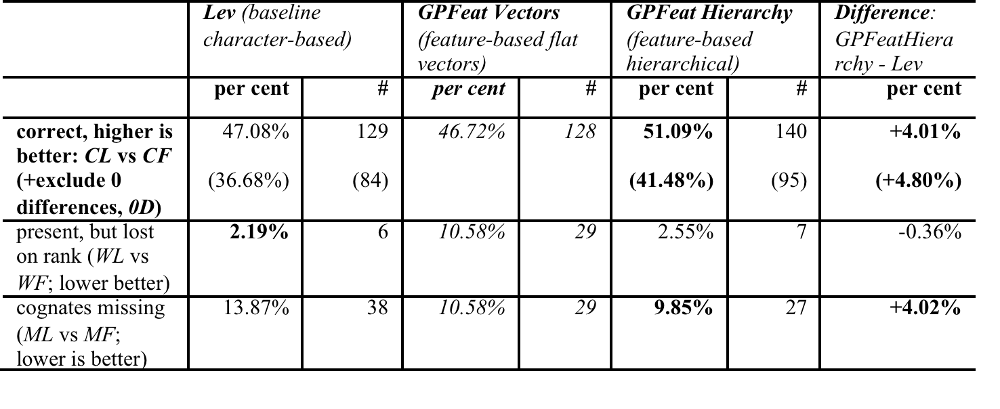 Lev (baseline character-based)
GPFeat Vectors (feature-based flat vectors)
GPFeat Hierarchy (feature-based hierarchical)
Difference: GPFeatHiera rchy - Lev
per cent # per cent # per cent # per cent
correct, higher is 47.08% 129 46.72% 128 51.09% 140 +4.01%
better: CL vs CF
(+exclude 0 (36.68%) (84) (41.48%) (95) (+4.80%)
differences, 0D)
present, but lost 2.19% 6 10.58% 29 2.55% 7 -0.36%
on rank (WL vs
WF; lower better)
cognates missing 13.87% 38 10.58% 29 9.85% 27 +4.02%
(ML vs MF;
lower is better)